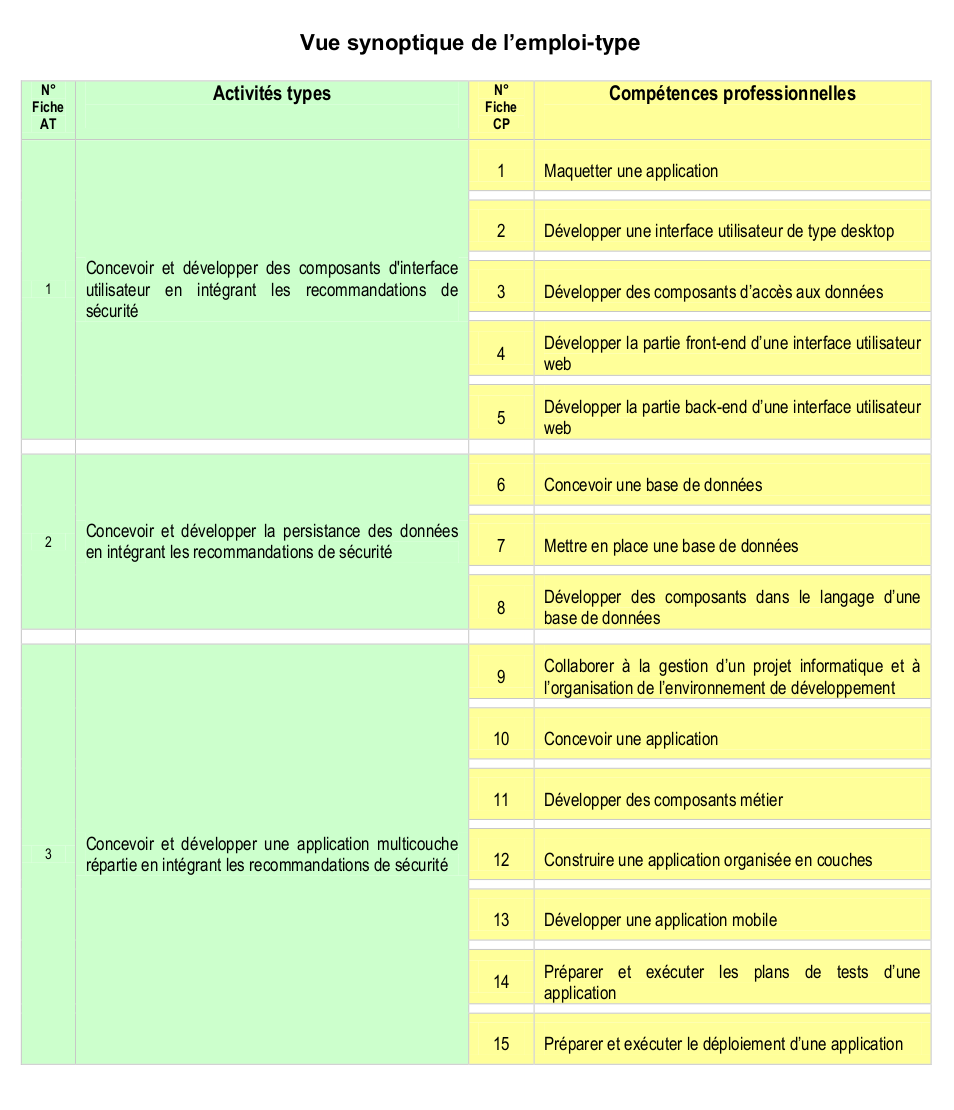 Vue synoptique de l’emploi-type
N°
Fiche
AT
Activités types
N°
Fiche
CP
Compétences professionnelles
1
Concevoir et développer des composants d'interface
utilisateur en intégrant les recommandations de
sécurité
1
Maquetter une application
2
Développer une interface utilisateur de type desktop
3
Développer des composants d’accès aux données
4
Développer la partie front-end d’une interface utilisateur
web
5
Développer la partie back-end d’une interface utilisateur
web
2
Concevoir et développer la persistance des données
en intégrant les recommandations de sécurité
6
Concevoir une base de données
7
Mettre en place une base de données
8
Développer des composants dans le langage d’une
base de données
3
Concevoir et développer une application multicouche
répartie en intégrant les recommandations de sécurité
9
Collaborer à la gestion d’un projet informatique et à
l’organisation de l’environnement de développement
10
Concevoir une application
11
Développer des composants métier
12
Construire une application organisée en couches
13
Développer une application mobile
14
Préparer et exécuter les plans de tests d’une
application
15
Préparer et exécuter le déploiement d’une application